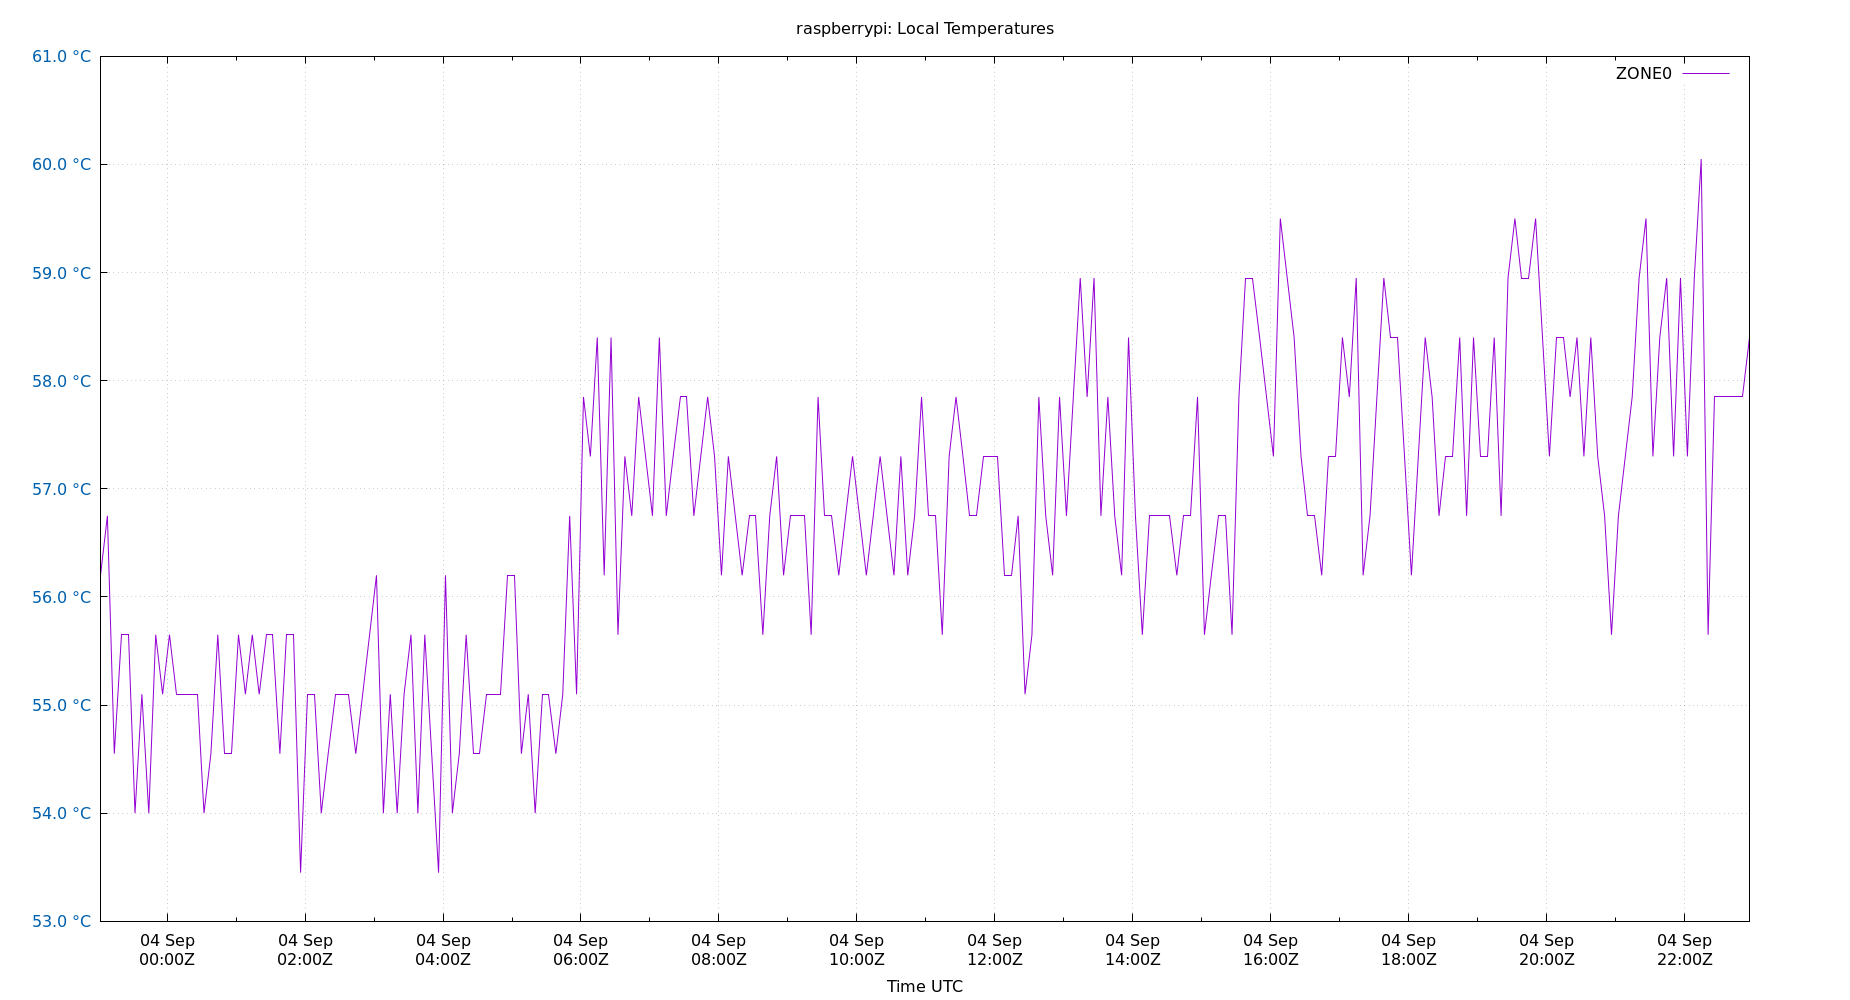 raspberrypi: Local Temperatures
61.0 °C
ZONE0
60.0 °C
59.0 °C
58.0 °C
57.0 °C
56.0 °C
55.0 °C
54.0 °C
53.0 °C
04 Sep 04 Sep 04 Sep 04 Sep 04 Sep 04 Sep 04 Sep 04 Sep 04 Sep 04 Sep 04 Sep 04 Sep
00:00Z 02:00Z 04:00Z 06:00Z 08:00Z 10:00Z 12:00Z 14:00Z 16:00Z 18:00Z 20:00Z 22:00Z
Time UTC